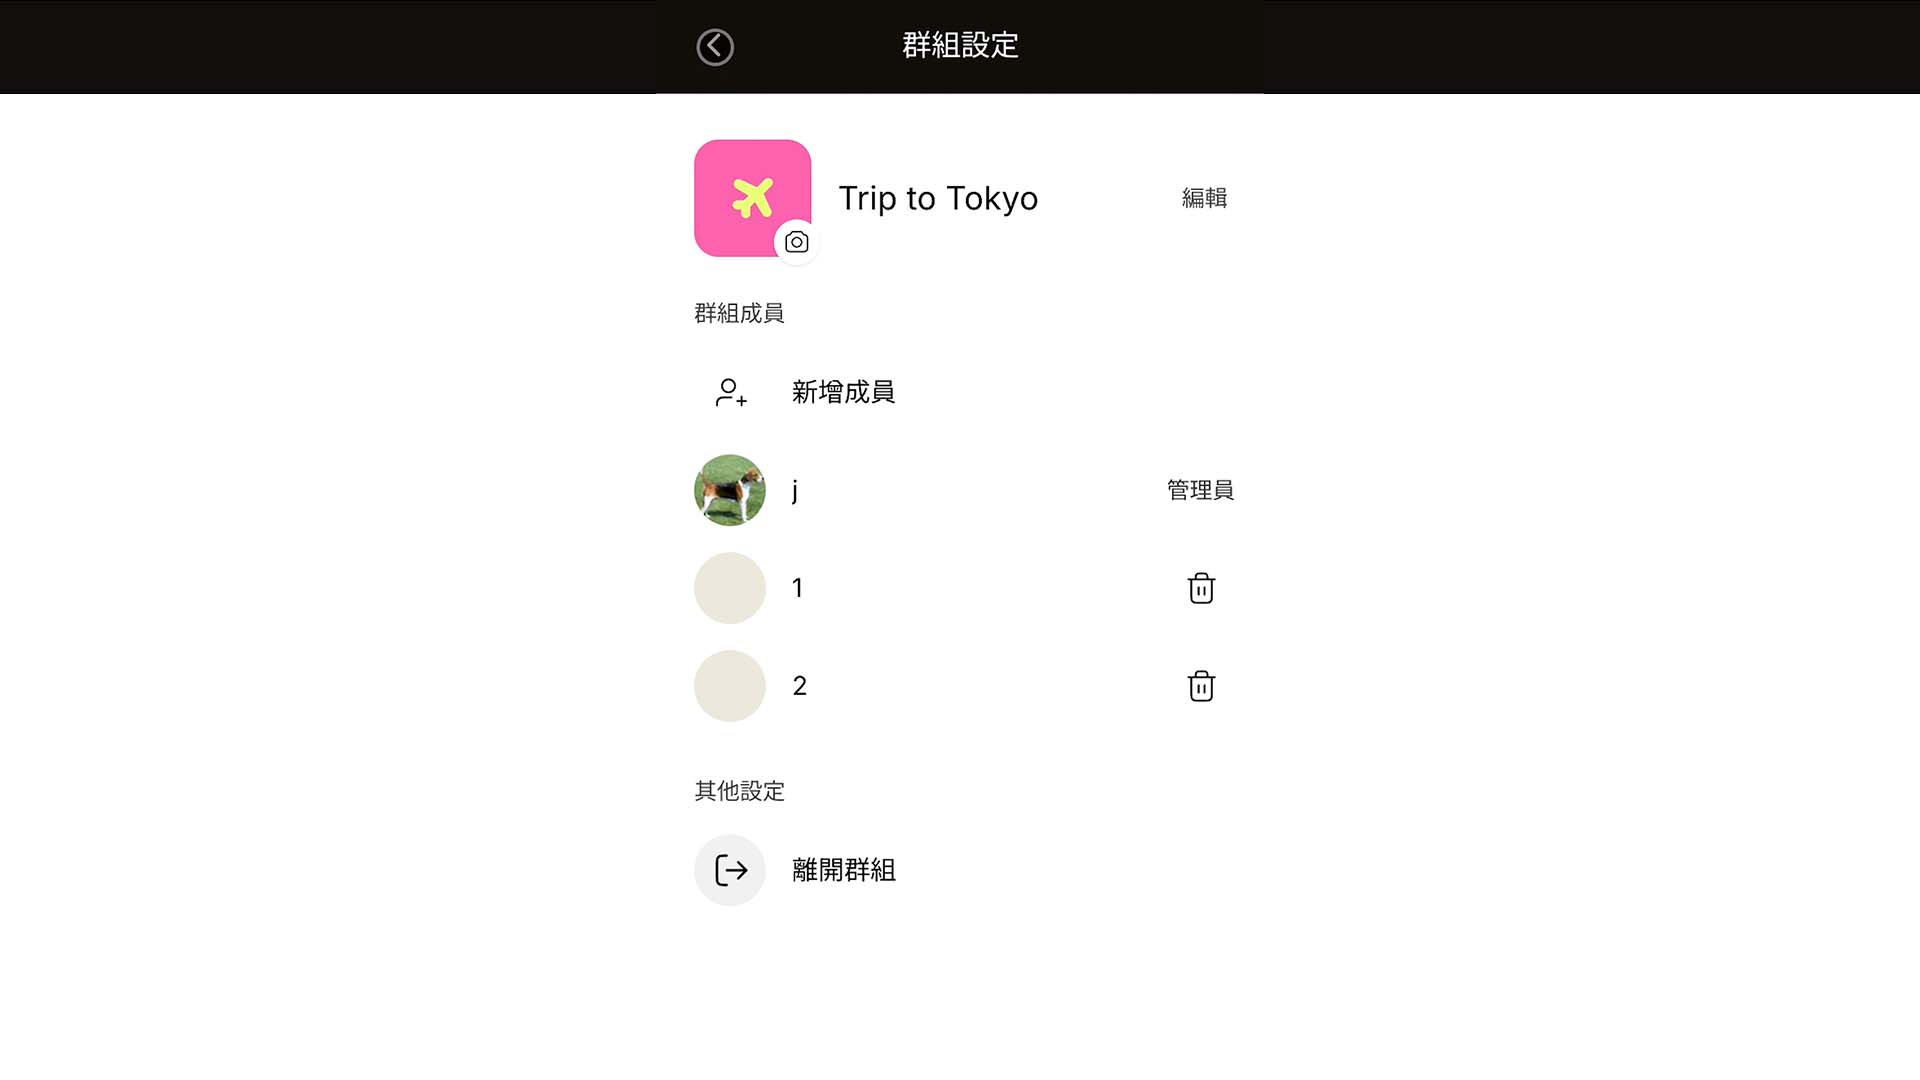 群組設定
Trip to Tokyo
編輯
群組成員
新增成員
j
管理員
1
2
其他設定
離開群組